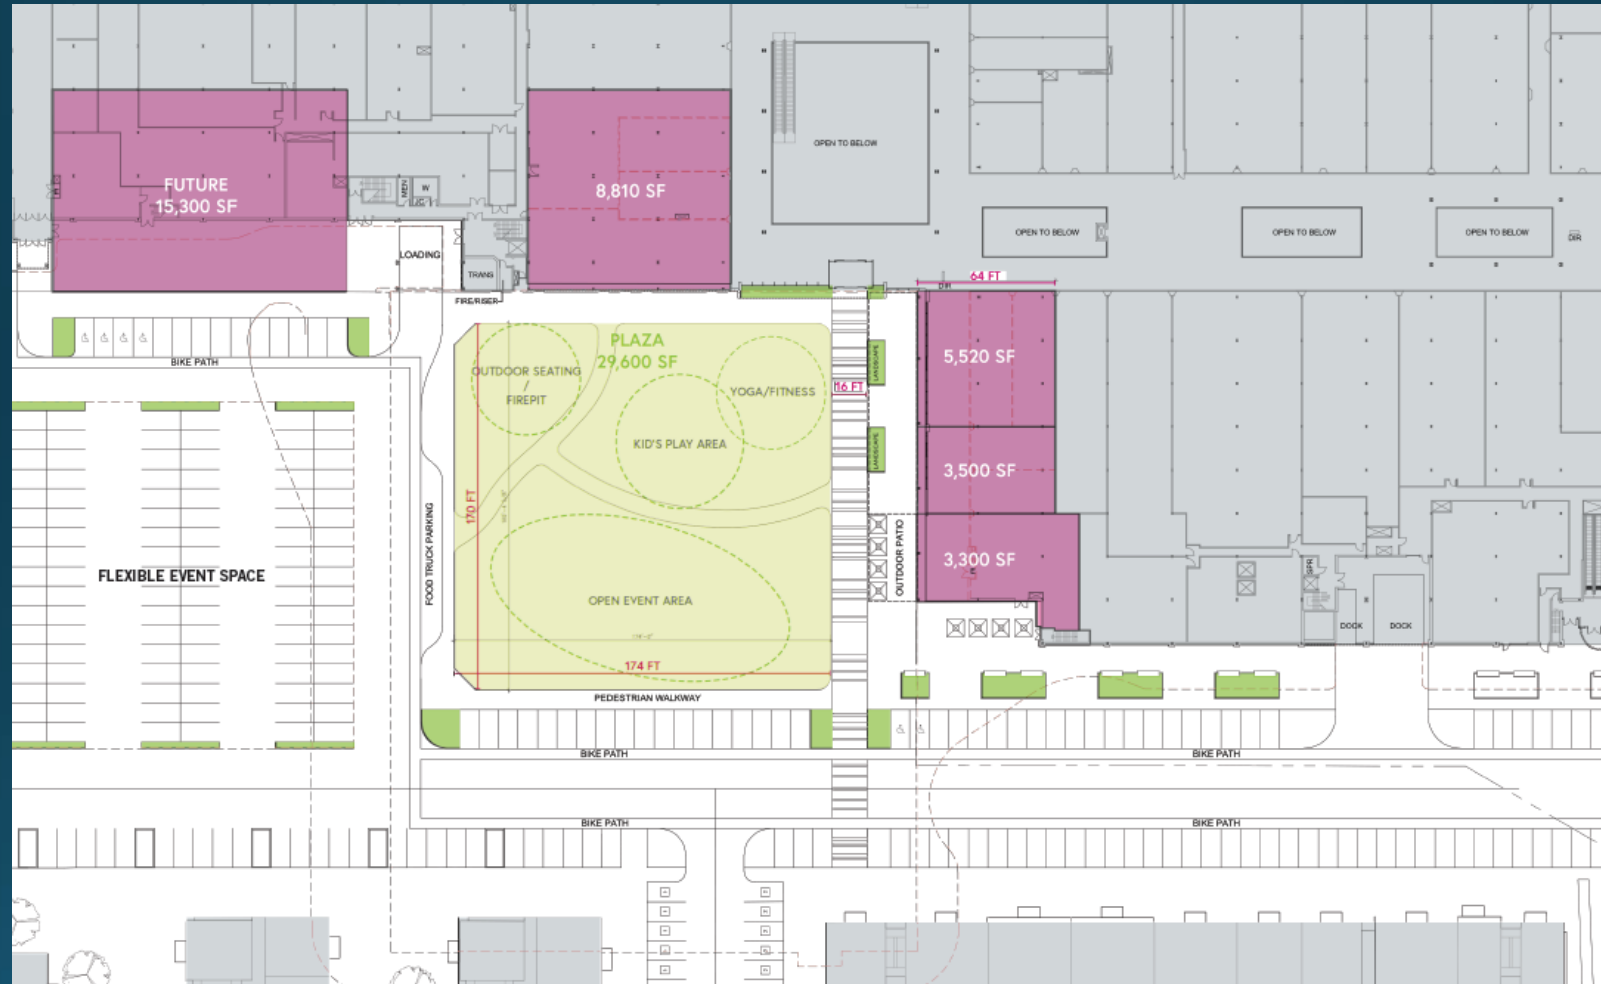 OPEN TO BELOW
FUTURE
15,300 SF
MEN
W
8,810 SF
OPEN TO BELOW
OPEN TO BELOW
OPEN TO BELOW
DIR
LOADING
TRANS
FIRE/RISER
64 FT
DIR
BIKE PATH
PLAZA
29,600 SF
OUTDOOR SEATING
/
FIREPIT
YOGA/FITNESS
16 FT
LANDSCAPE
5,520 SF
KID'S PLAY AREA
LANDSCAPE
3,500 SF
170 FT
FOOD TRUCK PARKING
FLEXIBLE EVENT SPACE
OUTDOOR PATIO
3,300 SF
SPR
OPEN EVENT AREA
DOCK
DOCK
174 FT
PEDESTRIAN WALKWAY
BIKE PATH
BIKE PATH
BIKE PATH
BIKE PATH